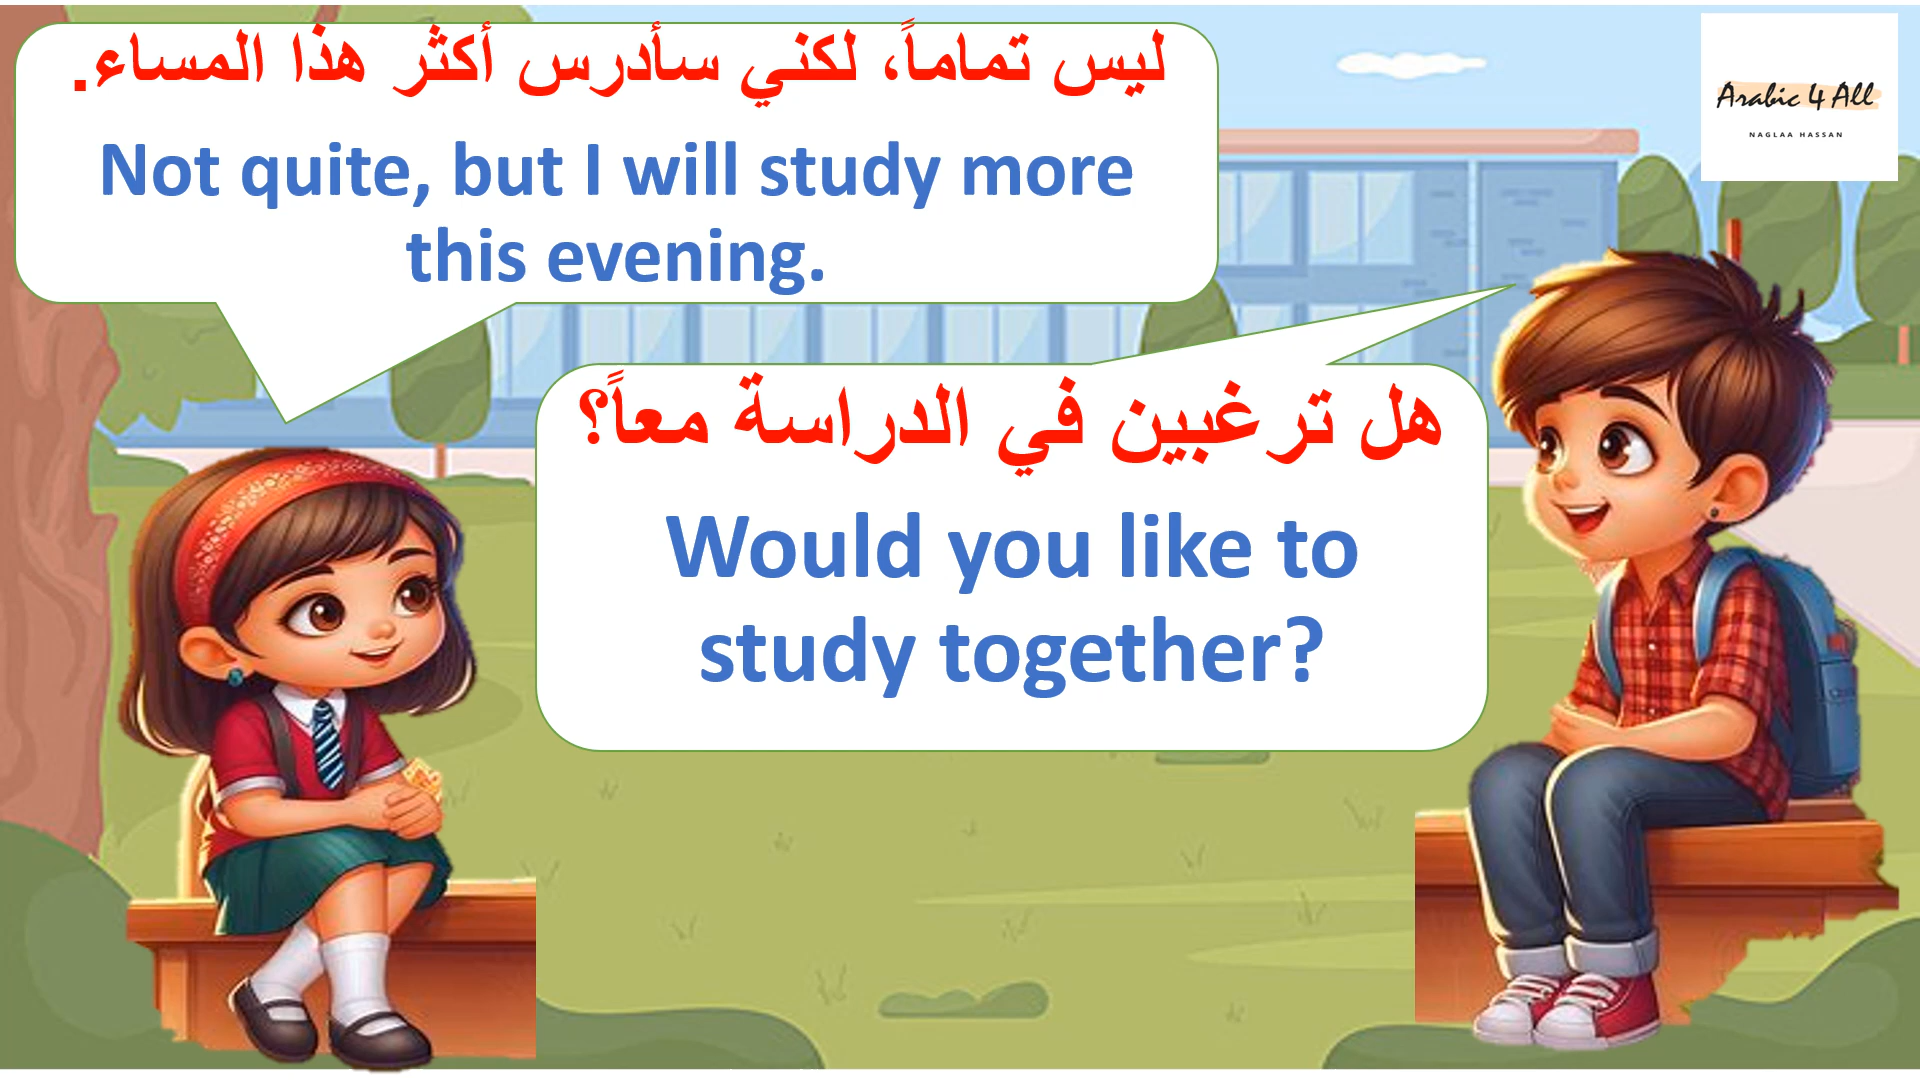 ليس تماماً، لكني سأدرس أكثر هذا المساء.
Not quite, but I will study more
this evening.
هل ترغبين في الدراسة معاً؟
Would you like to
study together?
Arabic 4 All
NAGLAA HASSAN